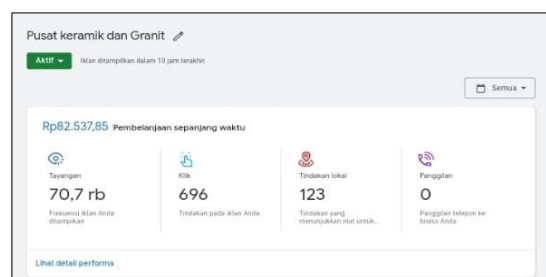 Pusat keramik dan Granit
Aktif
Iklan ditampilkan dalam 10 jam terakhir
Semua
Rp82.537,85 Pembelanjaan sepanjang waktu
Tayangan
Klik
Tindakan lokal
Panggilan
70,7 rb
696
123
0
Frekuensi iklan Anda
ditampilkan
Tindakan pada iklan Anda
Tindakan yang
menunjukkan niat untuk...
Panggilan telepon ke
bisnis Anda
Lihat detail performa